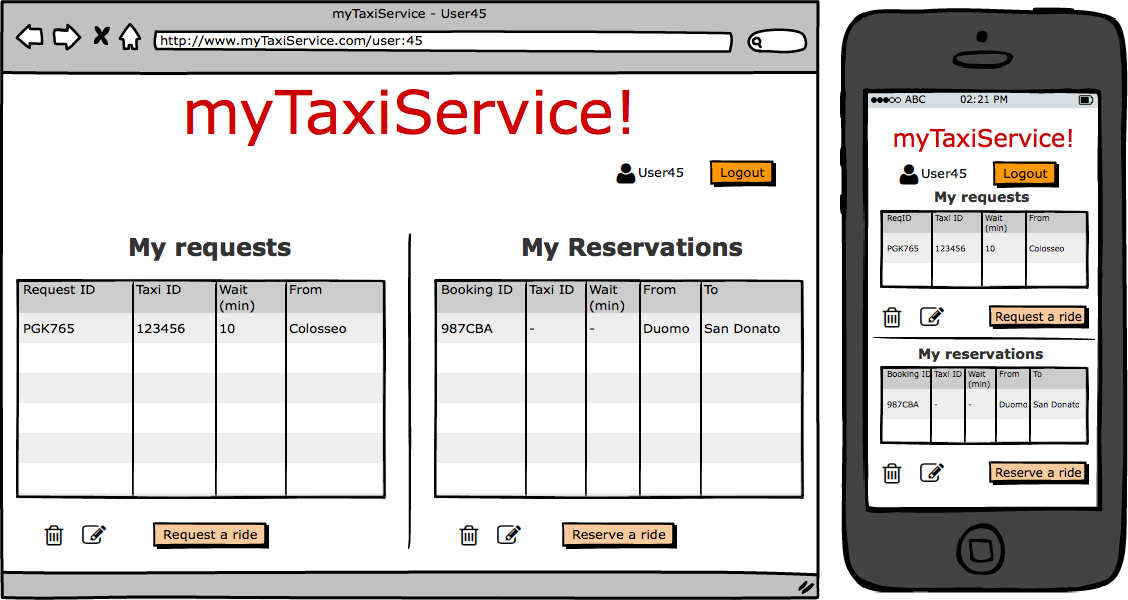 myTaxiService - User45
http://www.myTaxiService.com/user:45
myTaxiService!
User45
Logout
My requests
Request ID Taxi ID Wait (min) From
PGK765 123456 10 Colosseo
Request a ride
My Reservations
Booking ID Taxi ID Wait (min) From To
987CBA - - Duomo San Donato
Reserve a ride
ABC 02:21 PM
myTaxiService!
User45
Logout
My requests
ReqID Taxi ID Wait (min) From
PGK765 123456 10 Colosseo
Request a ride
My reservations
Booking ID Taxi ID Wait (min) From To
987CBA - - Duomo San Donato
Reserve a ride